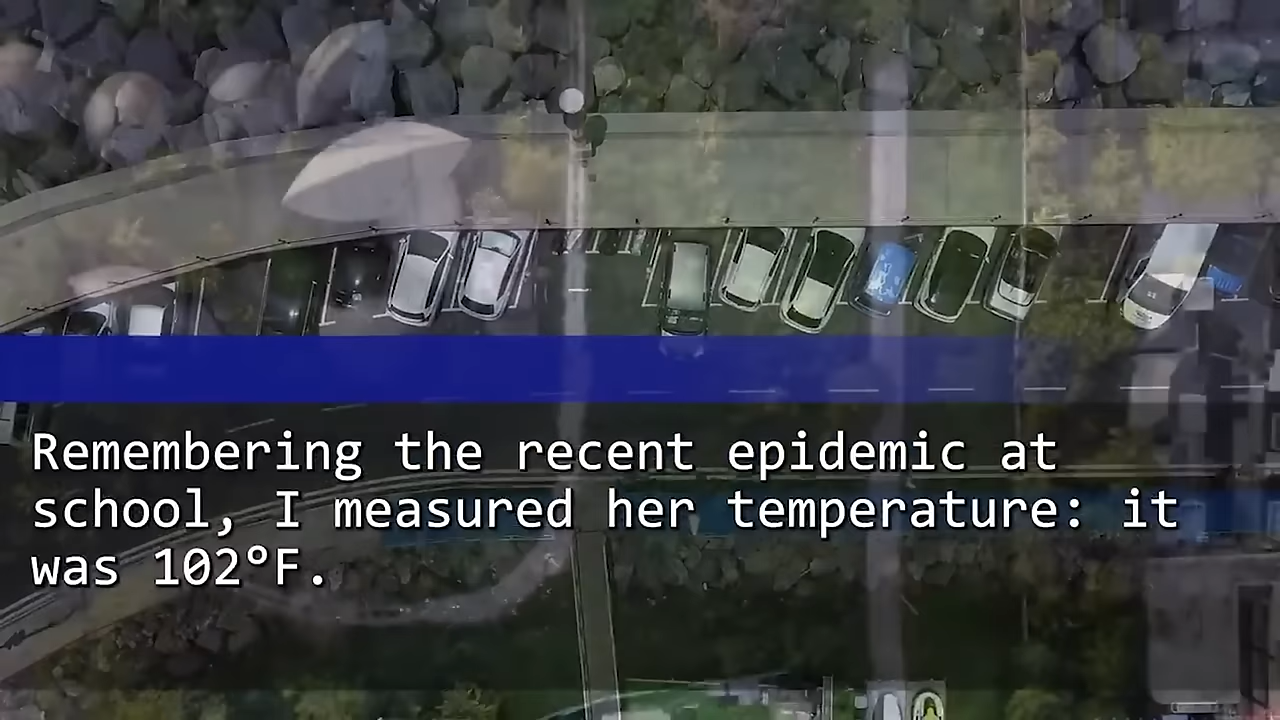 Remembering the recent epidemic at
school, I measured her temperature: it
was 102°F.